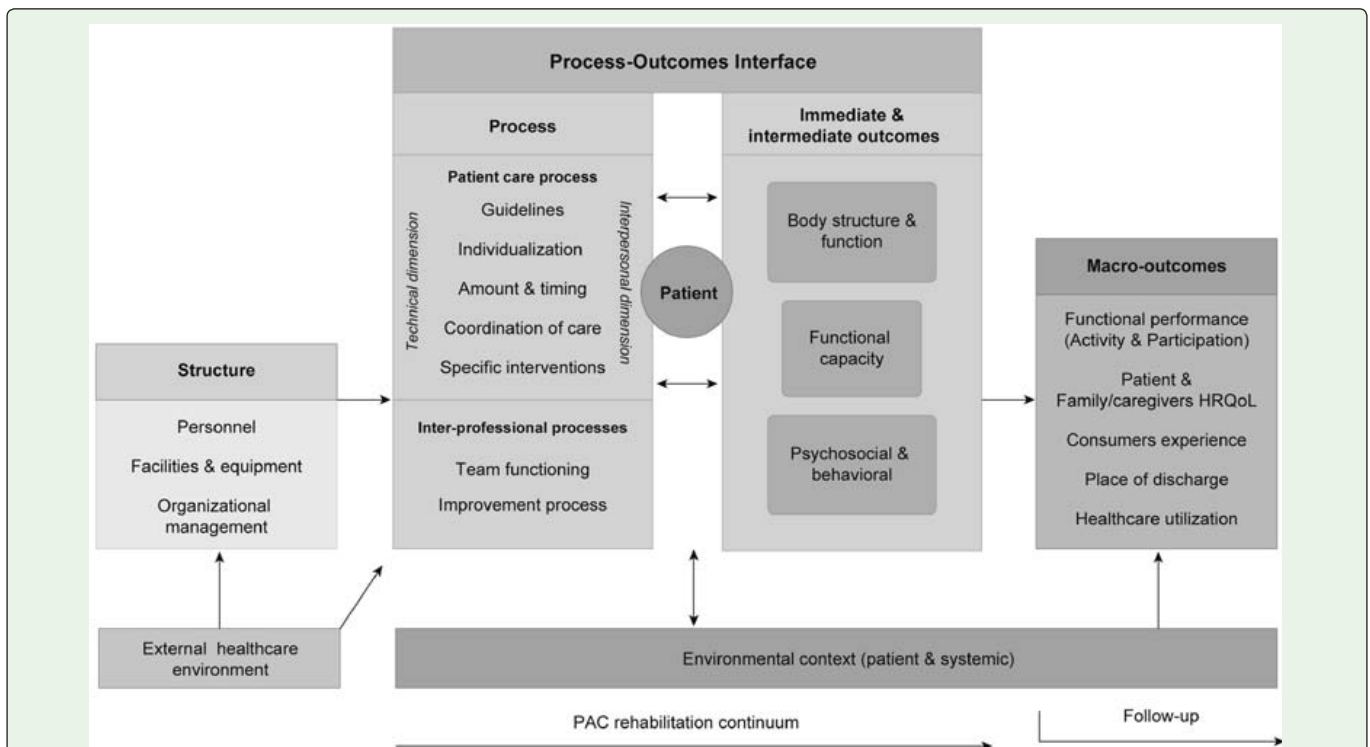 Process-Outcomes Interface
Process
Patient care process
Technical dimension
Guidelines
Individualization
Amount & timing
Coordination of care
Specific interventions
Interpersonal dimension
Inter-professional processes
Team functioning
Improvement process
Patient
Immediate &
intermediate outcomes
Body structure &
function
Functional
capacity
Psychosocial &
behavioral
Structure
Personnel
Facilities & equipment
Organizational
management
External healthcare
environment
Macro-outcomes
Functional performance
(Activity & Participation)
Patient &
Family/caregivers HRQoL
Consumers experience
Place of discharge
Healthcare utilization
Environmental context (patient & systemic)
PAC rehabilitation continuum
Follow-up